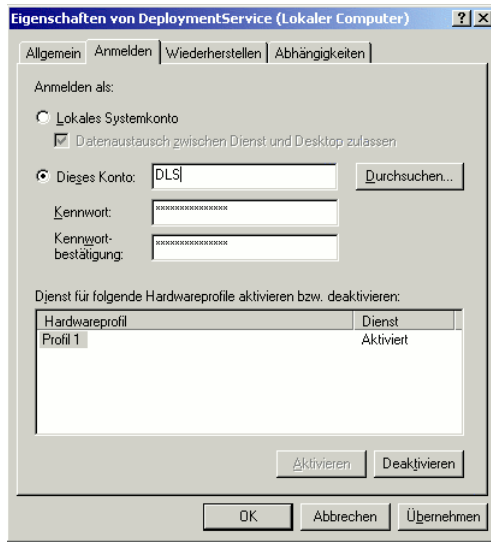 Eigenschaften von DeploymentService (Lokaler Computer)
Allgemein Anmelden Wiederherstellen Abhängigkeiten
Anmelden als:
Lokales Systemkonto
Datenaustausch zwischen Dienst und Desktop zulassen
Dieses Konto: DLS Durchsuchen...
Kennwort: xxxxxxxxxxxxxxx
Kennwort-
bestätigung: xxxxxxxxxxxxxxx
Dienst für folgende Hardwareprofile aktivieren bzw. deaktivieren:
Hardwareprofil Dienst
Profil 1 Aktiviert
Aktivieren Deaktivieren
OK Abbrechen Übernehmen